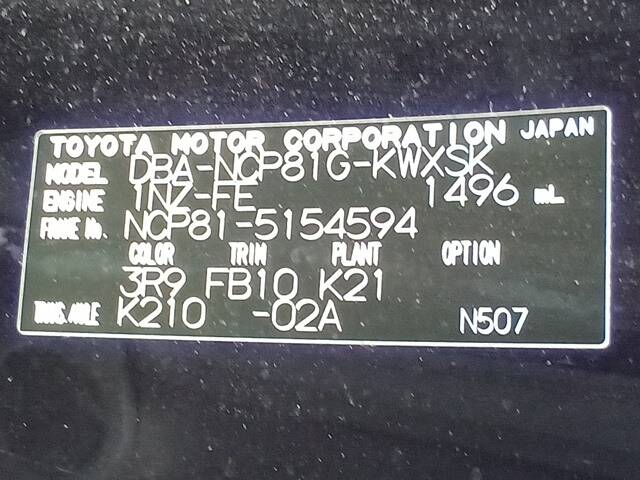 TOYOTA MOTOR CORPORATION JAPAN
MODEL DBA-NCP81G-KWXSK
ENGINE 1NZ-FE 1496 mL
FRAME No. NCP81-5154594
COLOR TRIM PLANT OPTION
3R9 FB10 K21
TRANS.AXLE K210 -02A N507